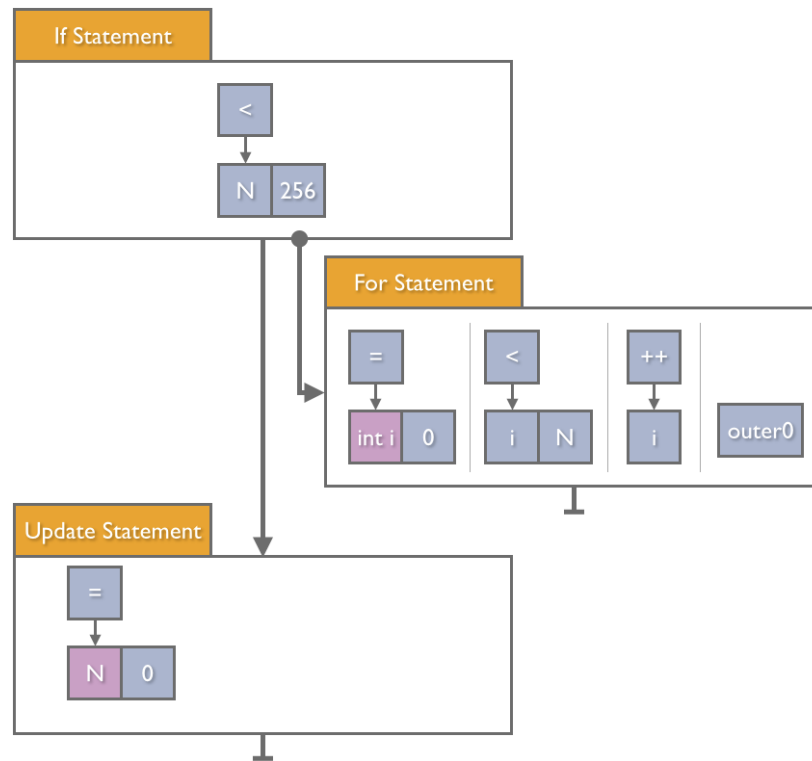 If Statement
<
N 256
For Statement
= < ++
int i 0 i N i outer0
Update Statement
=
N 0